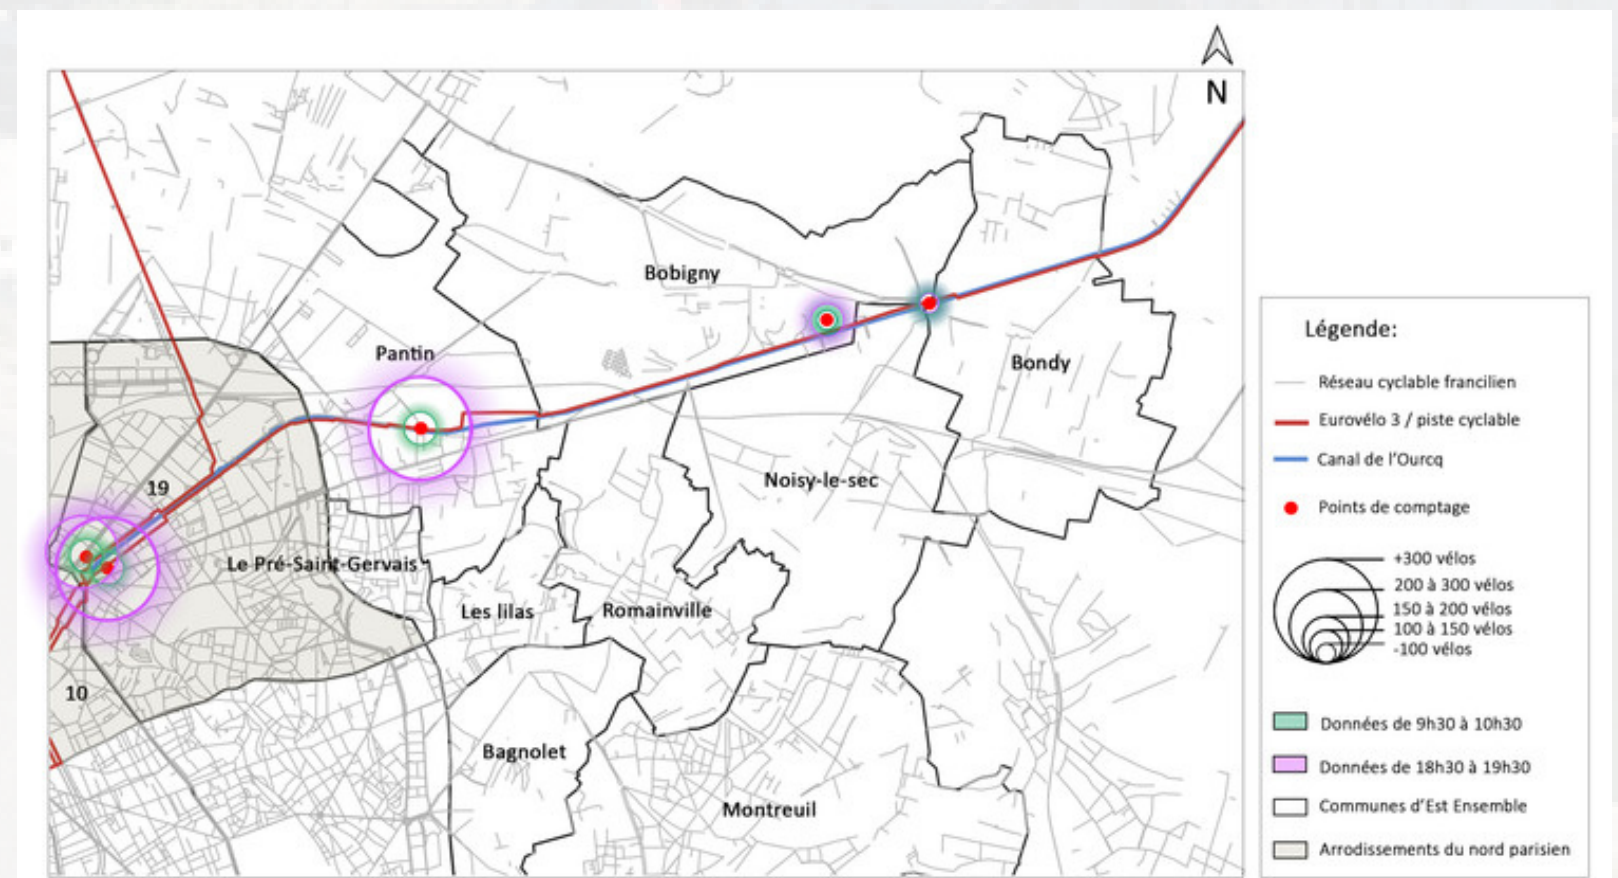 N
Bobigny
Pantin
Bondy
Noisy-le-sec
19
Le Pré-Saint-Gervais
Les lilas
Romainville
10
Bagnolet
Montreuil
Légende:
Réseau cyclable francilien
Eurovélo 3 / piste cyclable
Canal de l'Ourcq
Points de comptage
+300 vélos
200 à 300 vélos
150 à 200 vélos
100 à 150 vélos
-100 vélos
Données de 9h30 à 10h30
Données de 18h30 à 19h30
Communes d'Est Ensemble
Arrodissements du nord parisien